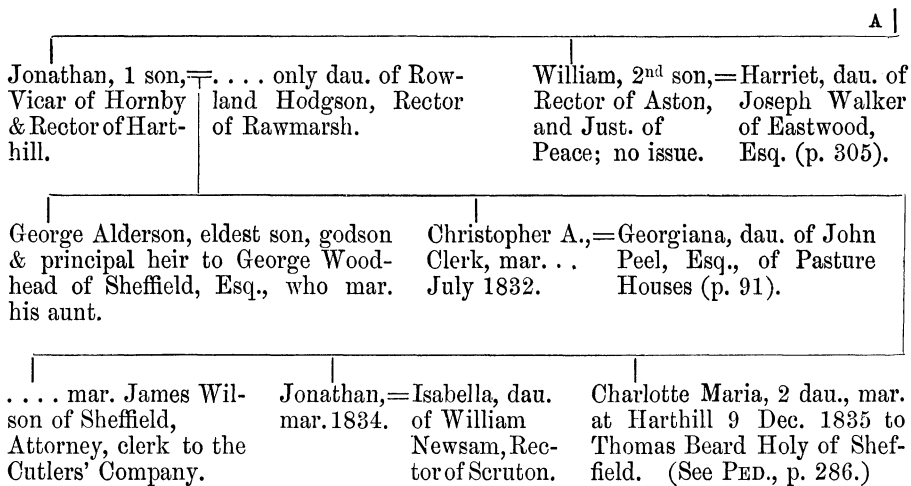 A
Jonathan, 1 son,
Vicar of Hornby
& Rector of Hart-
hill.
=. . . . only dau. of Row-
land Hodgson, Rector
of Rawmarsh.
William, 2nd son,
Rector of Aston,
and Just. of
Peace; no issue.
=Harriet, dau. of
Joseph Walker
of Eastwood,
Esq. (p. 305).
George Alderson, eldest son, godson
& principal heir to George Wood-
head of Sheffield, Esq., who mar.
his aunt.
Christopher A.,
Clerk, mar. . .
July 1832.
=Georgiana, dau. of John
Peel, Esq., of Pasture
Houses (p. 91).
. . . . mar. James Wil-
son of Sheffield,
Attorney, clerk to the
Cutlers' Company.
Jonathan,
mar. 1834.
=Isabella, dau.
of William
Newsam, Rec-
tor of Scruton.
Charlotte Maria, 2 dau., mar.
at Harthill 9 Dec. 1835 to
Thomas Beard Holy of Shef-
field. (See PED., p. 286.)